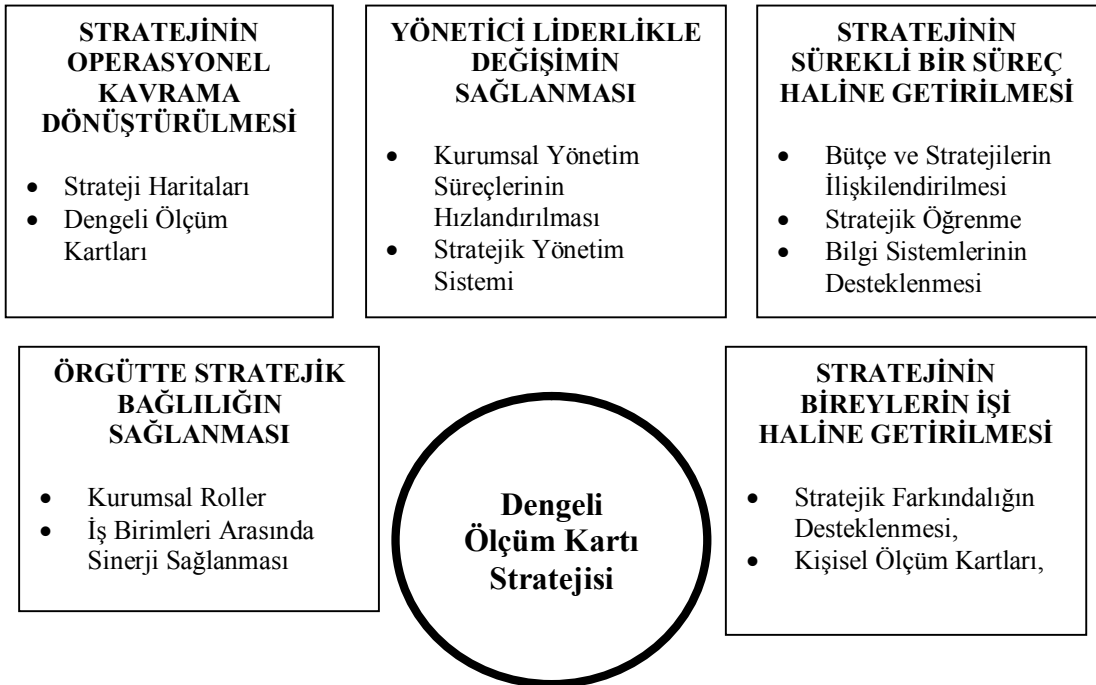 STRATEJİNİN
OPERASYONEL
KAVRAMA
DÖNÜŞTÜRÜLMESİ
• Strateji Haritaları
• Dengeli Ölçüm
Kartları
YÖNETİCİ LİDERLİKLE
DEĞİŞİMİN
SAĞLANMASI
• Kurumsal Yönetim
Süreçlerinin
Hızlandırılması
• Stratejik Yönetim
Sistemi
STRATEJİNİN
SÜREKLİ BİR SÜREÇ
HALİNE GETİRİLMESİ
• Bütçe ve Stratejilerin
İlişkilendirilmesi
• Stratejik Öğrenme
• Bilgi Sistemlerinin
Desteklenmesi
ÖRGÜTTE STRATEJİK
BAĞLILIĞIN
SAĞLANMASI
• Kurumsal Roller
• İş Birimleri Arasında
Sinerji Sağlanması
Dengeli
Ölçüm Kartı
Stratejisi
STRATEJİNİN
BİREYLERİN İŞİ
HALİNE GETİRİLMESİ
• Stratejik Farkındalığın
Desteklenmesi,
• Kişisel Ölçüm Kartları,